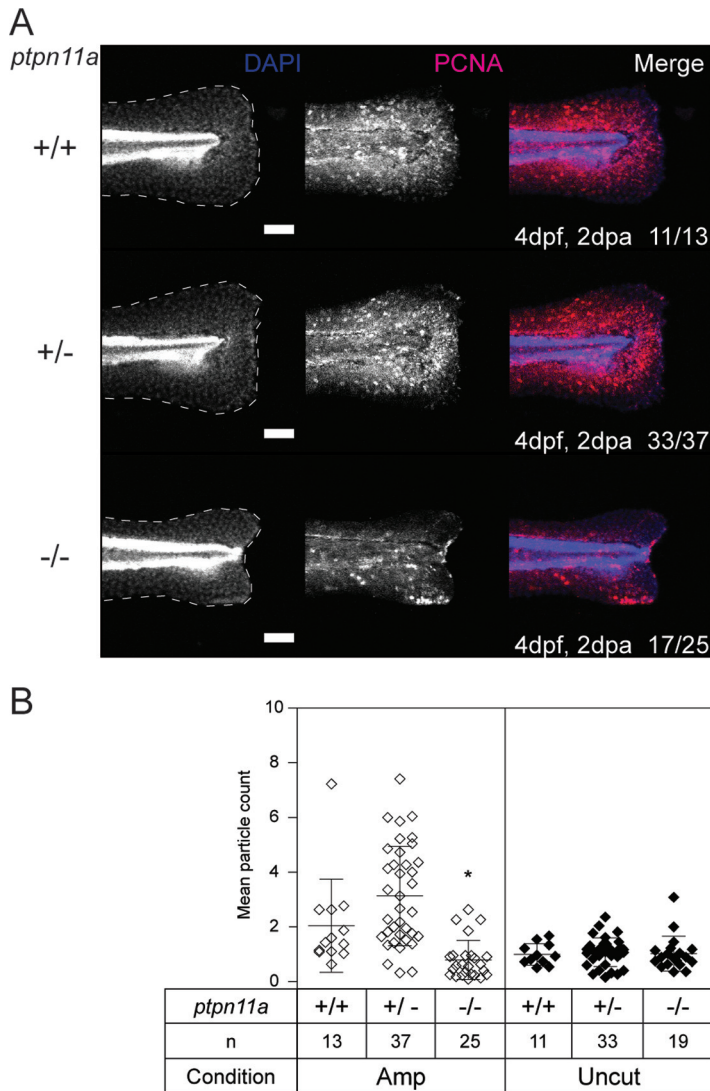 A
ptpn11a DAPI PCNA Merge
+/+
4dpf, 2dpa 11/13
+/-
4dpf, 2dpa 33/37
-/-
4dpf, 2dpa 17/25
B
Mean particle count
10
8
6
4
2
0
*
ptpn11a +/+ +/- -/- +/+ +/- -/-
n 13 37 25 11 33 19
Condition Amp Uncut